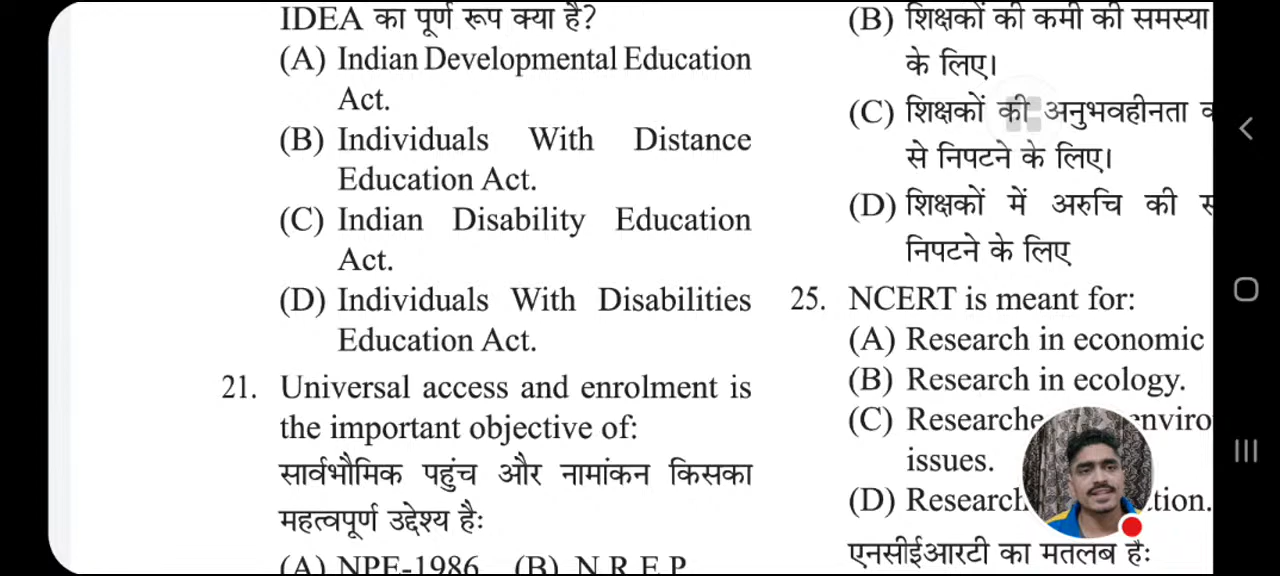 IDEA का पूर्ण रूप क्या है?
(A) Indian Developmental Education
Act.
(B) Individuals With Distance
Education Act.
(C) Indian Disability Education
Act.
(D) Individuals With Disabilities
Education Act.
21. Universal access and enrolment is
the important objective of:
सार्वभौमिक पहुंच और नामांकन किसका
महत्वपूर्ण उद्देश्य है:
(A) NPE-1986 (B) N.R.E.P
(B) शिक्षकों की कमी की समस्या
के लिए।
(C) शिक्षकों की अनुभवहीनता
से निपटने के लिए।
(D) शिक्षकों में अरुचि की
निपटने के लिए
25. NCERT is meant for:
(A) Research in economic
(B) Research in ecology.
(C)
issues.
(D) Research
एनसीईआरटी का मतलब है: